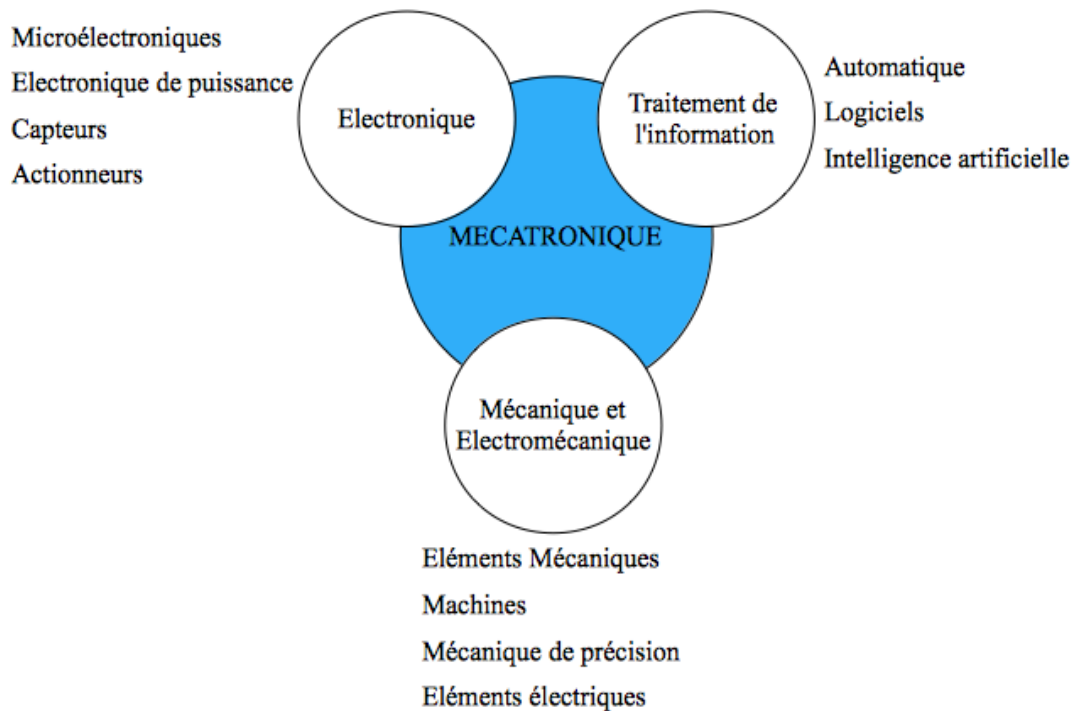 Microélectroniques
Electronique de puissance
Capteurs
Actionneurs
Electronique
Traitement de
l'information
Automatique
Logiciels
Intelligence artificielle
MECATRONIQUE
Mécanique et
Electromécanique
Eléments Mécaniques
Machines
Mécanique de précision
Eléments électriques